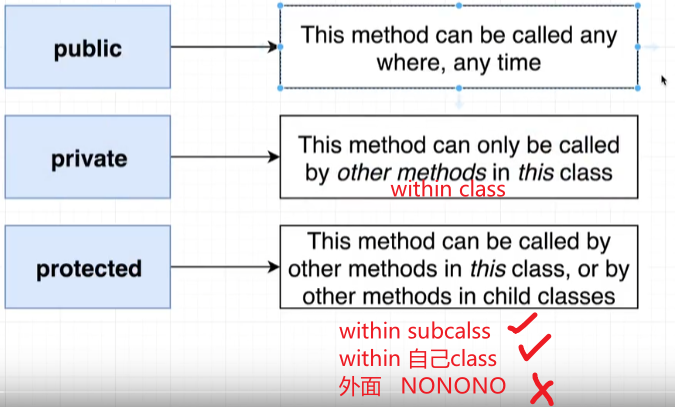 public
This method can be called any
where, any time
private
This method can only be called
by other methods in this class
within class
protected
This method can be called by
other methods in this class, or by
other methods in child classes
within subcalss
within 自己class
外面 NONONO